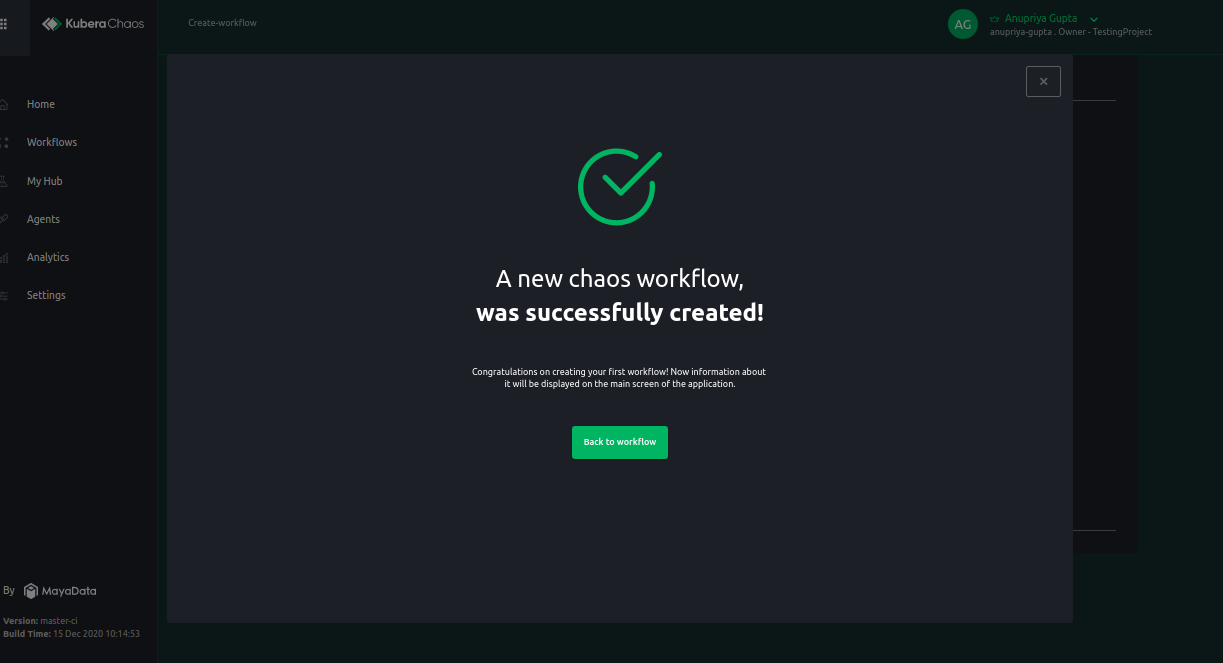 KuberaChaos
Create-workflow
AG
Anupriya Gupta
anupriya-gupta . Owner - TestingProject
Home
Workflows
My Hub
Agents
Analytics
Settings
A new chaos workflow,
was successfully created!
Congratulations on creating your first workflow! Now information about
it will be displayed on the main screen of the application.
Back to workflow
By MayaData
Version: master-ci
Build Time: 15 Dec 2020 10:14:53